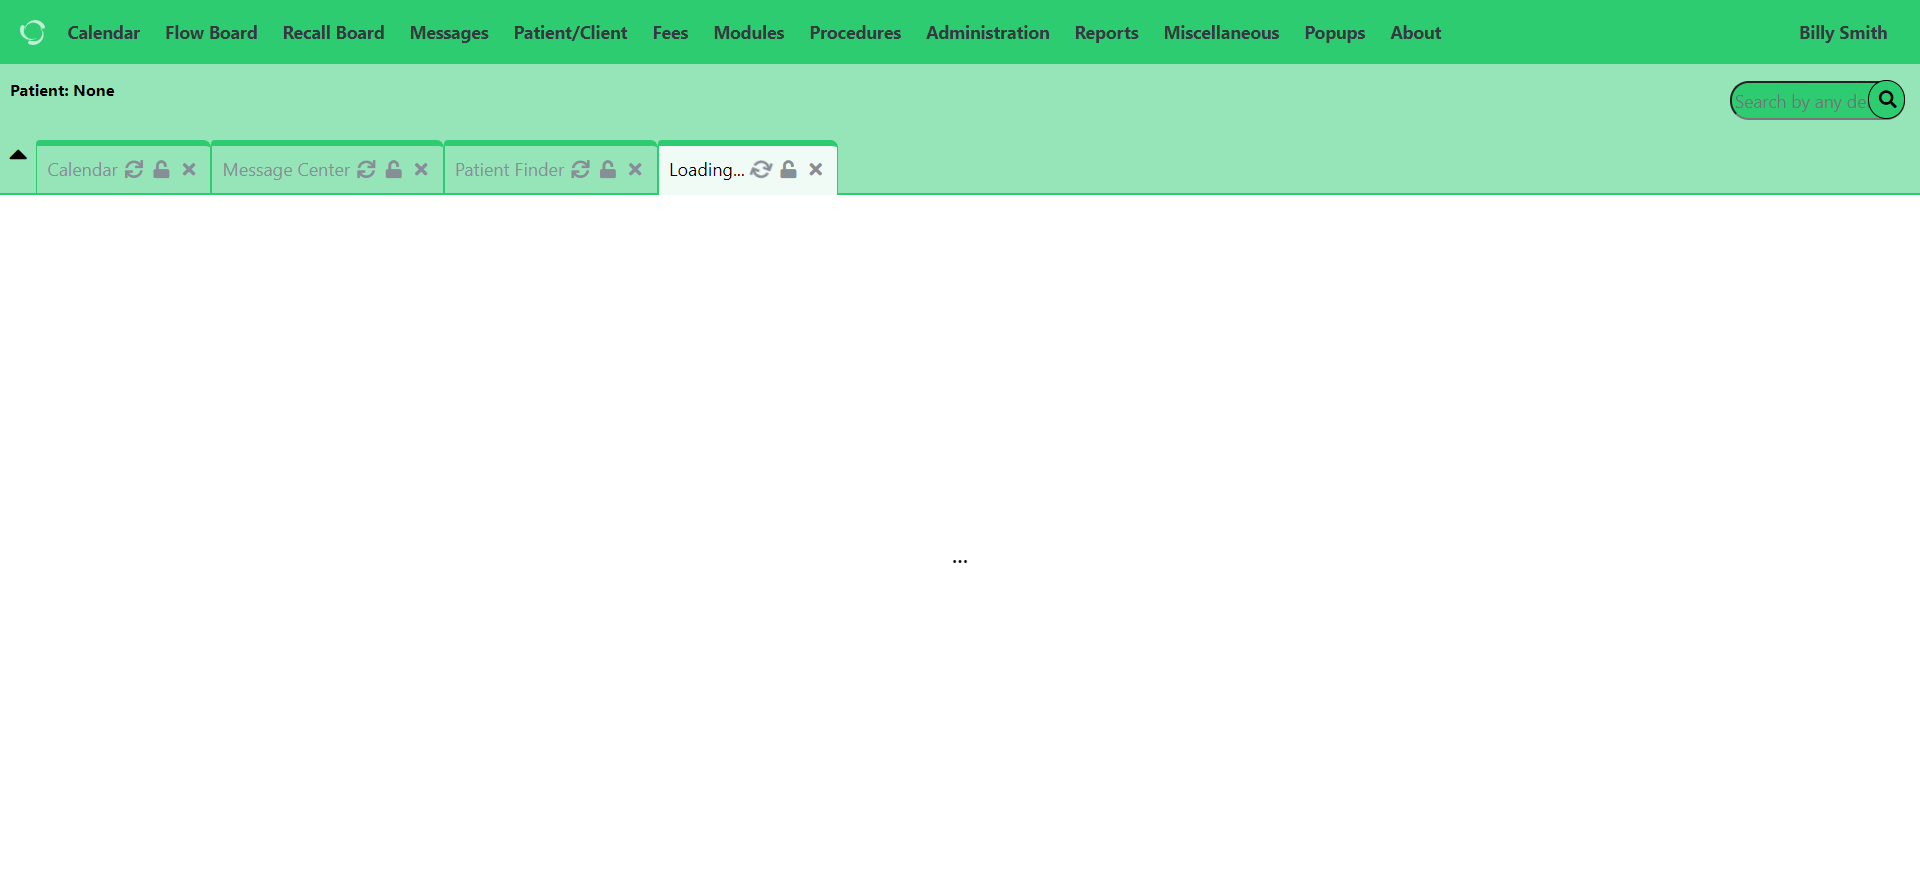 Calendar Flow Board Recall Board Messages Patient/Client Fees Modules Procedures Administration Reports Miscellaneous Popups About Billy Smith
Patient: None
Search by any de
Calendar Message Center Patient Finder Loading...
...